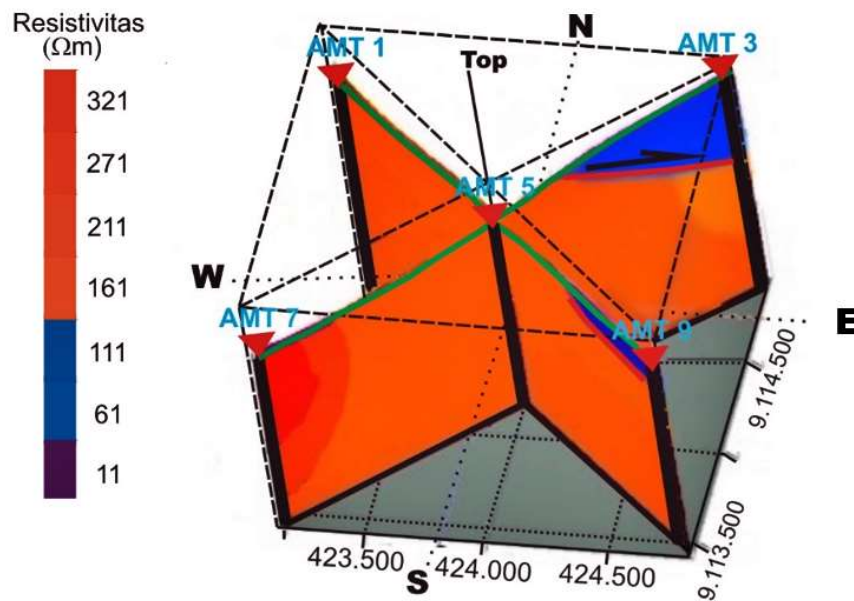 Resistivitas
(Ωm)
321
271
211
161
111
61
11
AMT 1
N
AMT 3
Top
AMT 5
W
AMT 7
AMT 9
E
9.114.500
9.113.500
423.500
424.000
424.500
S